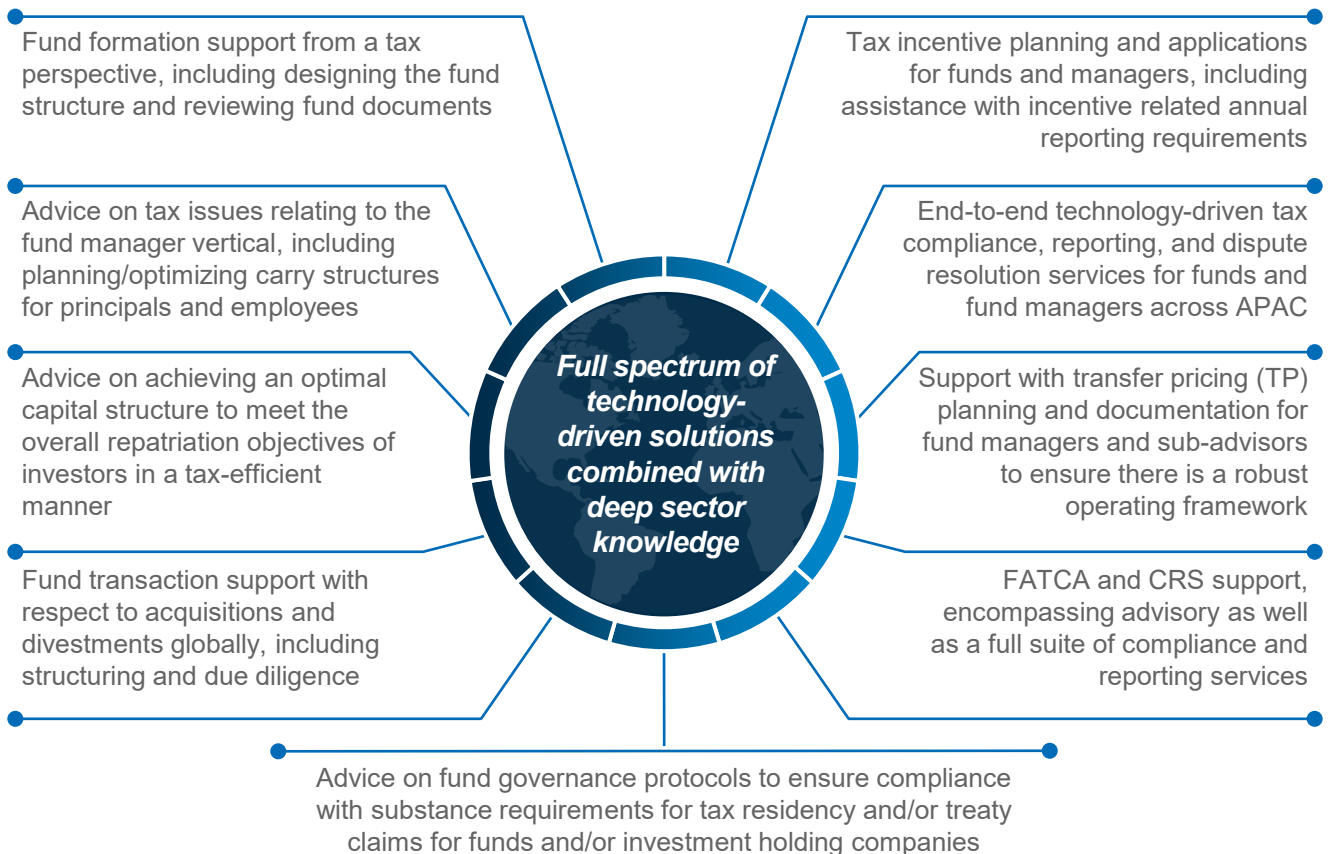 Fund formation support from a tax
perspective, including designing the fund
structure and reviewing fund documents
Advice on tax issues relating to the
fund manager vertical, including
planning/optimizing carry structures
for principals and employees
Advice on achieving an optimal
capital structure to meet the
overall repatriation objectives of
investors in a tax-efficient
manner
Fund transaction support with
respect to acquisitions and
divestments globally, including
structuring and due diligence
Full spectrum of
technology-
driven solutions
combined with
deep sector
knowledge
Tax incentive planning and applications
for funds and managers, including
assistance with incentive related annual
reporting requirements
End-to-end technology-driven tax
compliance, reporting, and dispute
resolution services for funds and
fund managers across APAC
Support with transfer pricing (TP)
planning and documentation for
fund managers and sub-advisors
to ensure there is a robust
operating framework
FATCA and CRS support,
encompassing advisory as well
as a full suite of compliance and
reporting services
Advice on fund governance protocols to ensure compliance
with substance requirements for tax residency and/or treaty
claims for funds and/or investment holding companies